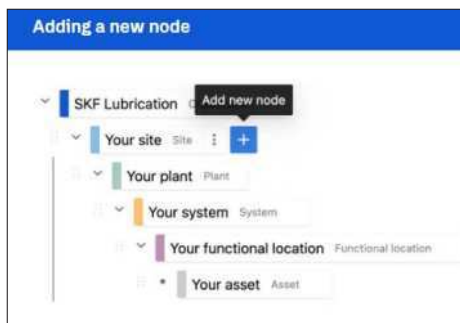 Adding a new node
SKF Lubrication
Add new node
Your site Site
Your plant Plant
Your system System
Your functional location Functional location
Your asset Asset